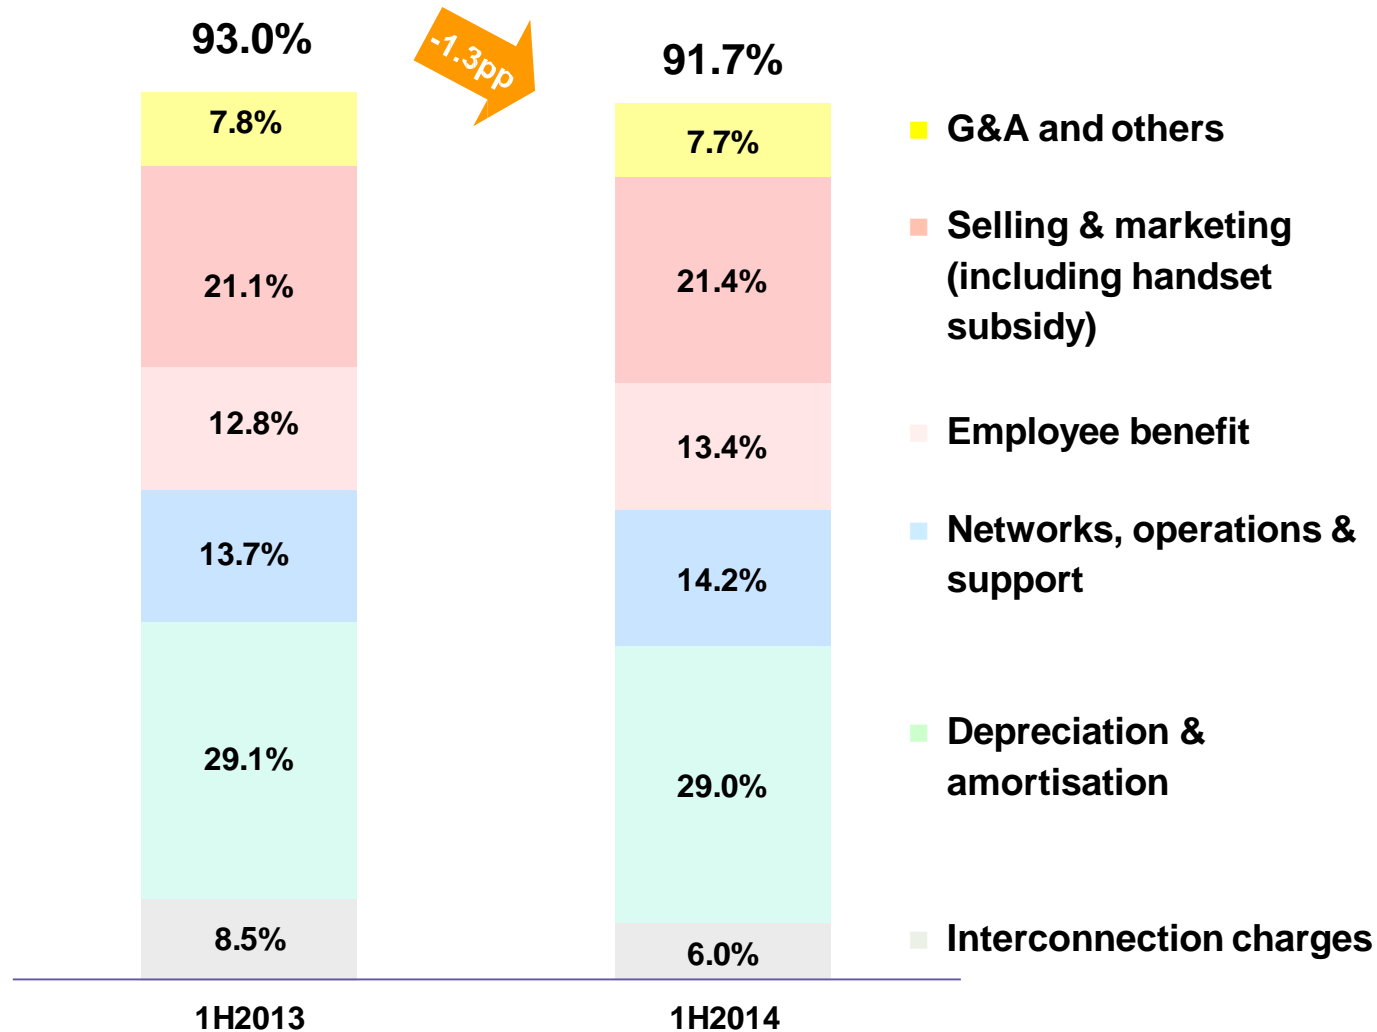 93.0%
-1.3pp
91.7%
7.8%
7.7%
G&A and others
21.1%
21.4%
Selling & marketing
(including handset
subsidy)
12.8%
13.4%
Employee benefit
13.7%
14.2%
Networks, operations &
support
29.1%
29.0%
Depreciation &
amortisation
8.5%
6.0%
Interconnection charges
1H2013
1H2014